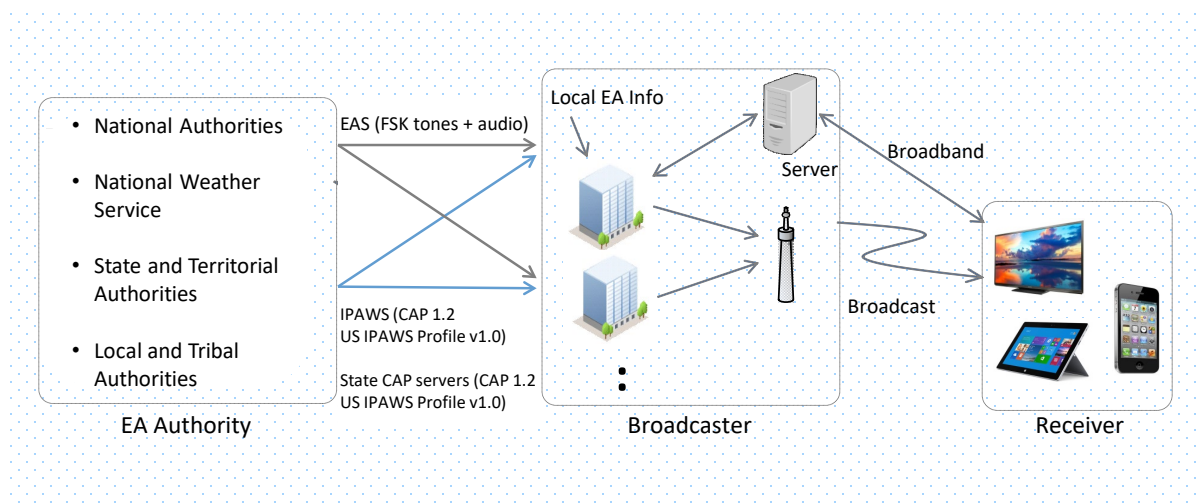 • National Authorities
• National Weather
Service
• State and Territorial
Authorities
• Local and Tribal
Authorities
EA Authority
EAS (FSK tones + audio)
IPAWS (CAP 1.2
US IPAWS Profile v1.0)
State CAP servers (CAP 1.2
US IPAWS Profile v1.0)
Local EA Info
Server
:
Broadcaster
Broadband
Broadcast
Receiver